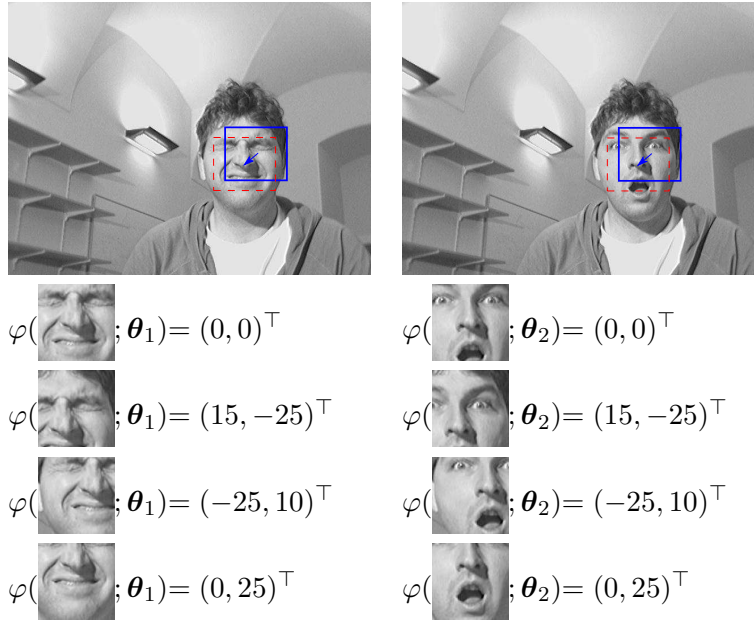 φ( ; θ₁)= (0, 0)⊤
φ( ; θ₂)= (0, 0)⊤
φ( ; θ₁)= (15, −25)⊤
φ( ; θ₂)= (15, −25)⊤
φ( ; θ₁)= (−25, 10)⊤
φ( ; θ₂)= (−25, 10)⊤
φ( ; θ₁)= (0, 25)⊤
φ( ; θ₂)= (0, 25)⊤